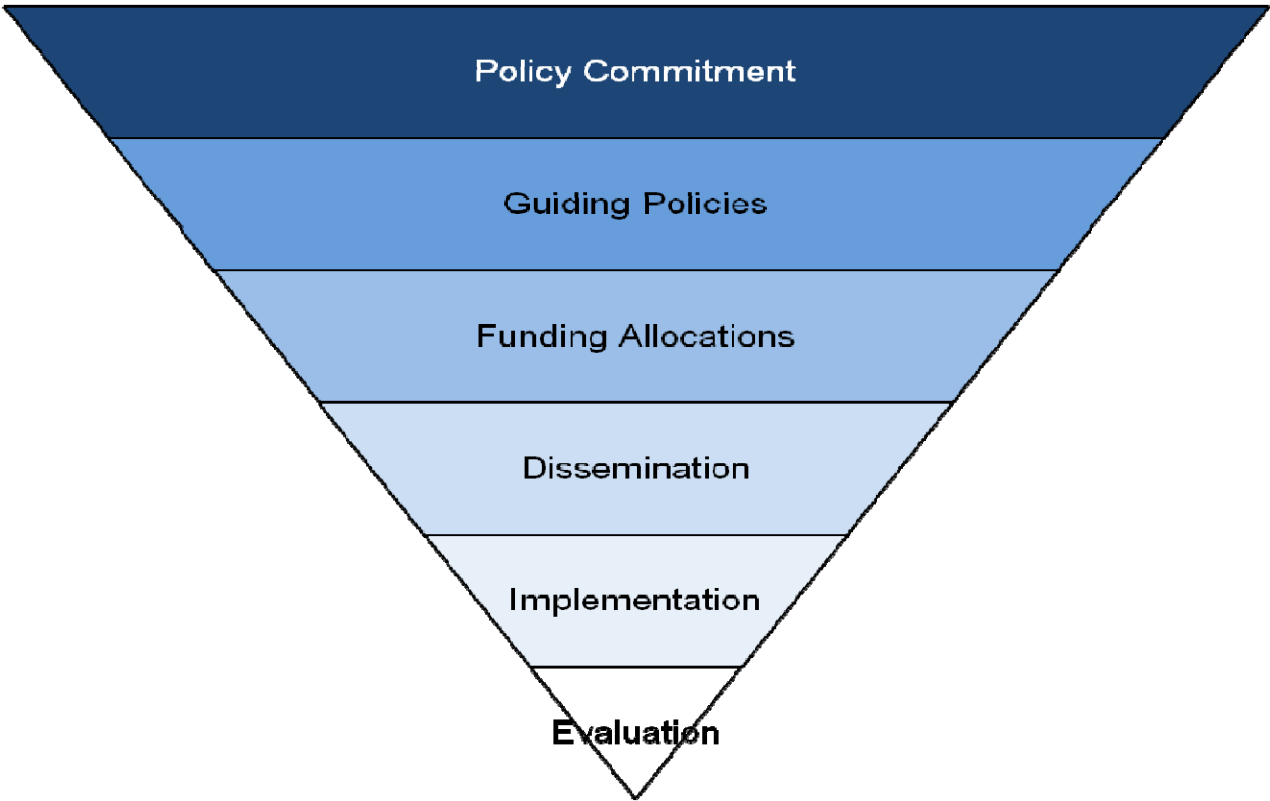 Policy Commitment
Guiding Policies
Funding Allocations
Dissemination
Implementation
Evaluation